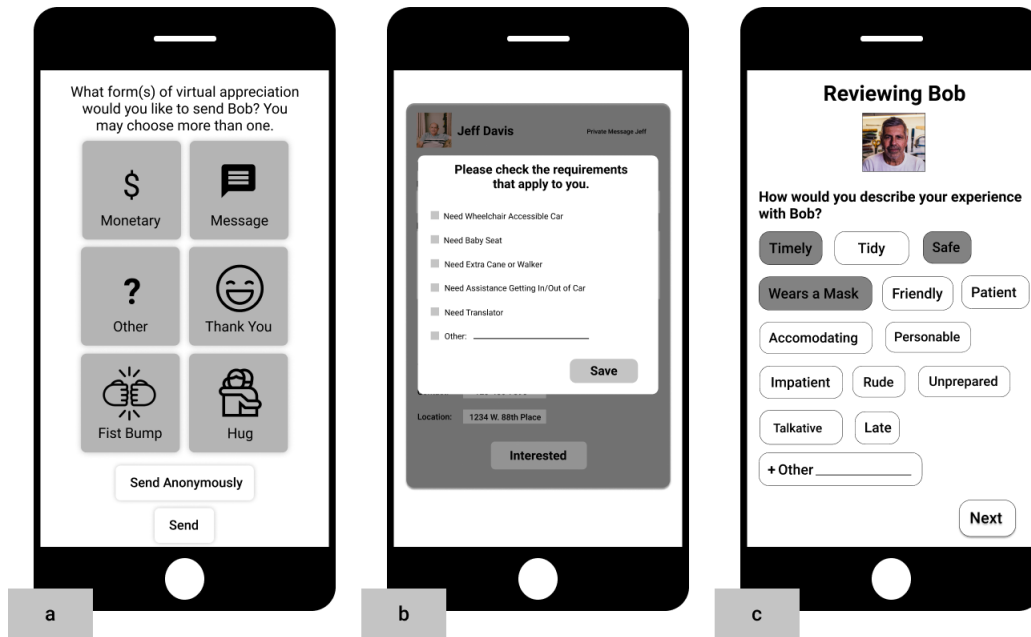 What form(s) of virtual appreciation
would you like to send Bob? You
may choose more than one.
$
Monetary
Message
?
Other
Thank You
Fist Bump
Hug
Send Anonymously
Send
a
Jeff Davis
Private Message Jeff
Please check the requirements
that apply to you.
Need Wheelchair Accessible Car
Need Baby Seat
Need Extra Cane or Walker
Need Assistance Getting In/Out of Car
Need Translator
Other:
Save
Location:
1234 W. 88th Place
Interested
b
Reviewing Bob
How would you describe your experience
with Bob?
Timely
Tidy
Safe
Wears a Mask
Friendly
Patient
Accomodating
Personable
Impatient
Rude
Unprepared
Talkative
Late
+ Other
Next
c